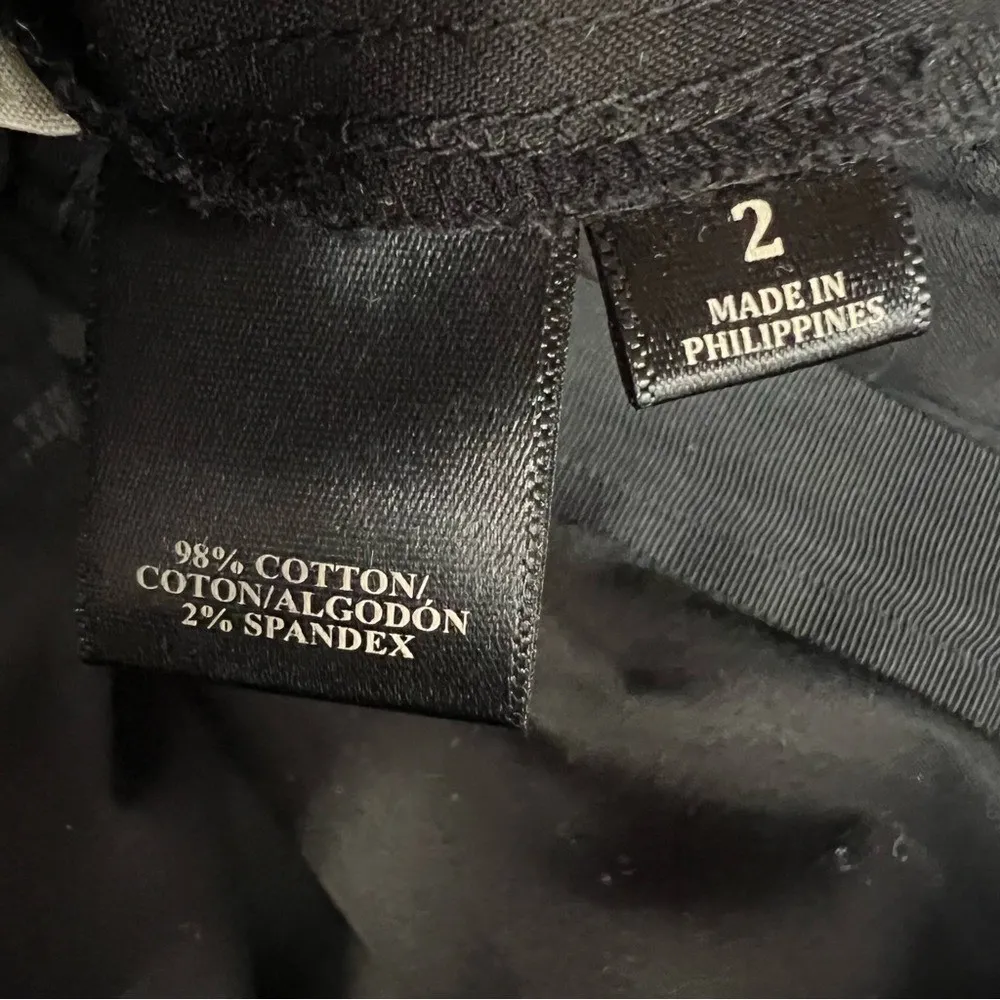 2
MADE IN
PHILIPPINES
98% COTTON/
COTON/ALGODÓN
2% SPANDEX